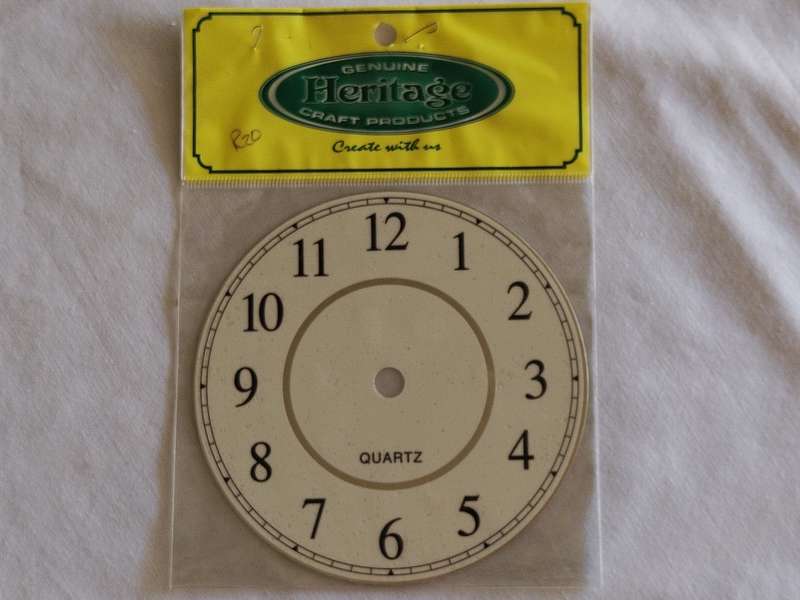 GENUINE
Heritage
CRAFT PRODUCTS
R20
Create with us
12
11
1
10
2
9
3
8
4
QUARTZ
7
5
6